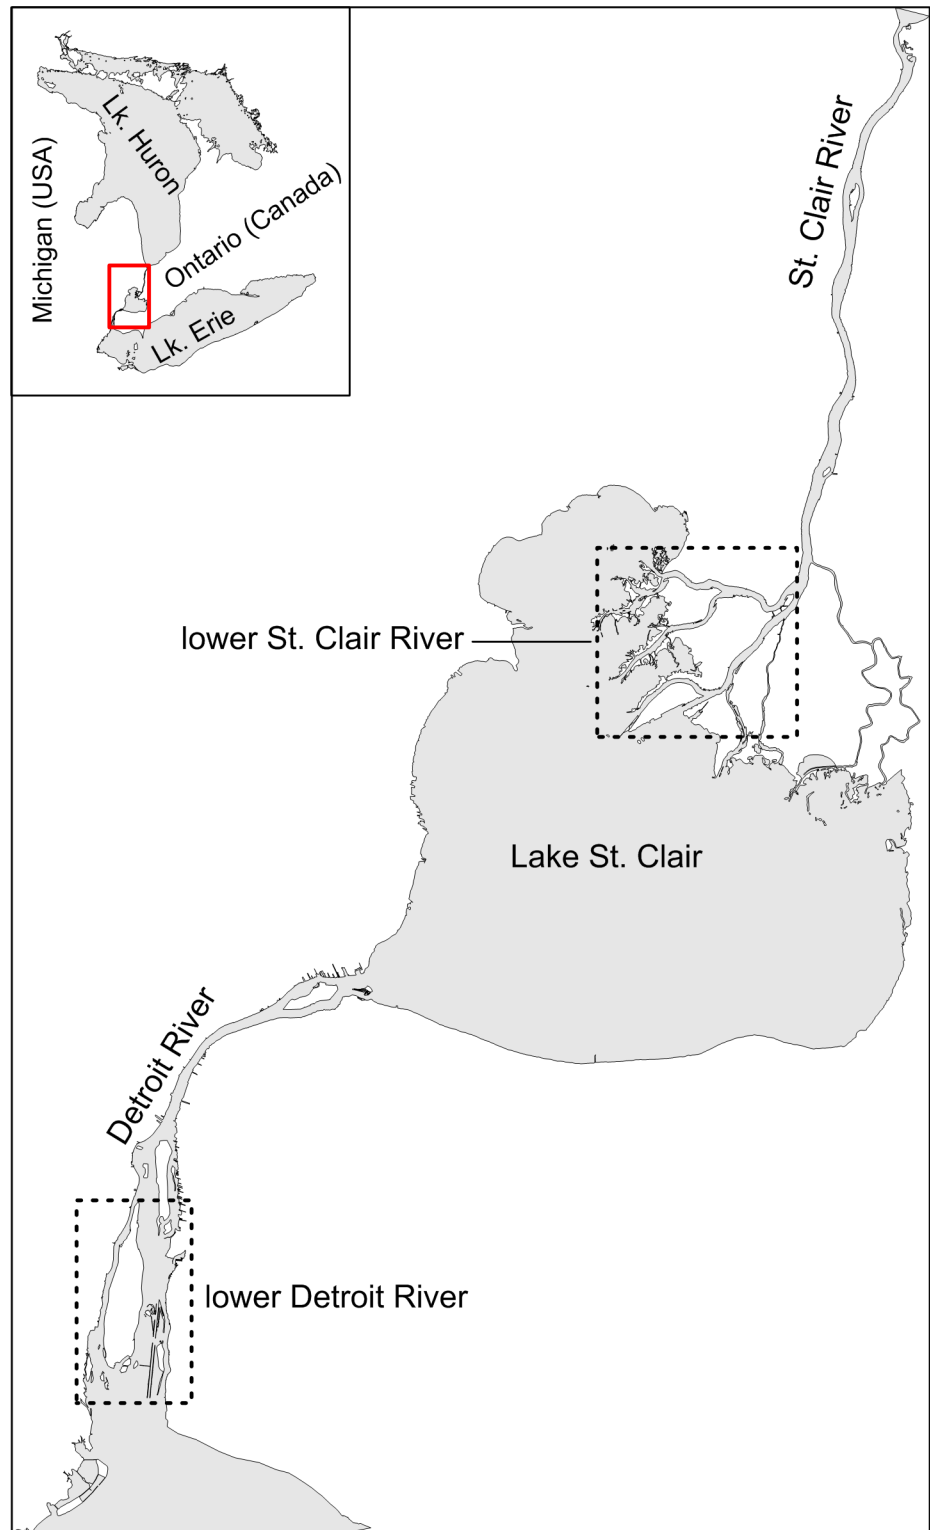 Lk. Huron
Michigan (USA)
Ontario (Canada)
Lk. Erie
St. Clair River
lower St. Clair River
Lake St. Clair
Detroit River
lower Detroit River